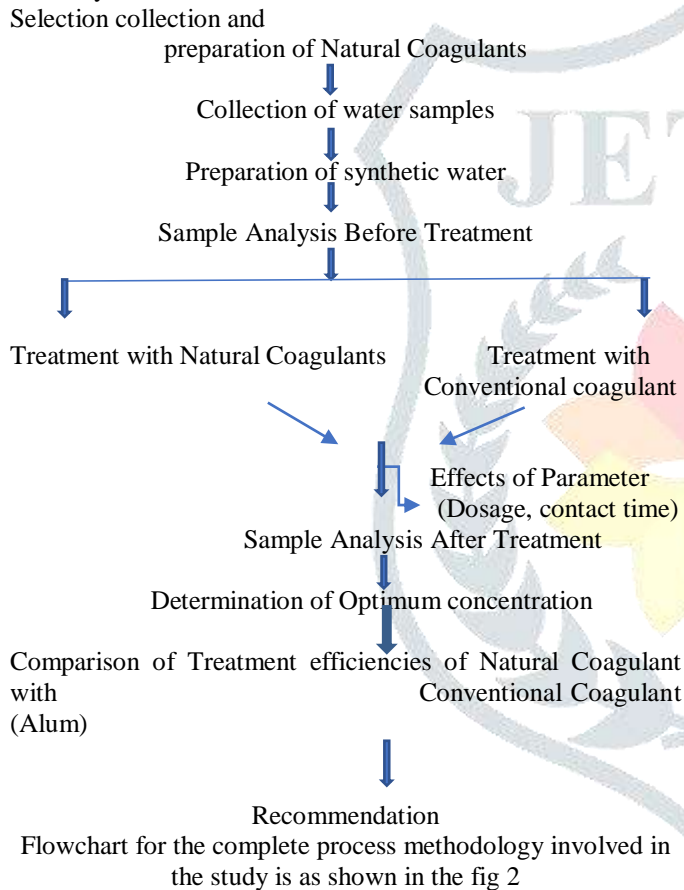 Selection collection and
preparation of Natural Coagulants
Collection of water samples
Preparation of synthetic water
Sample Analysis Before Treatment
Treatment with Natural Coagulants
Treatment with
Conventional coagulant
Effects of Parameter
(Dosage, contact time)
Sample Analysis After Treatment
Determination of Optimum concentration
Comparison of Treatment efficiencies of Natural Coagulant
with Conventional Coagulant
(Alum)
Recommendation
Flowchart for the complete process methodology involved in
the study is as shown in the fig 2
JET